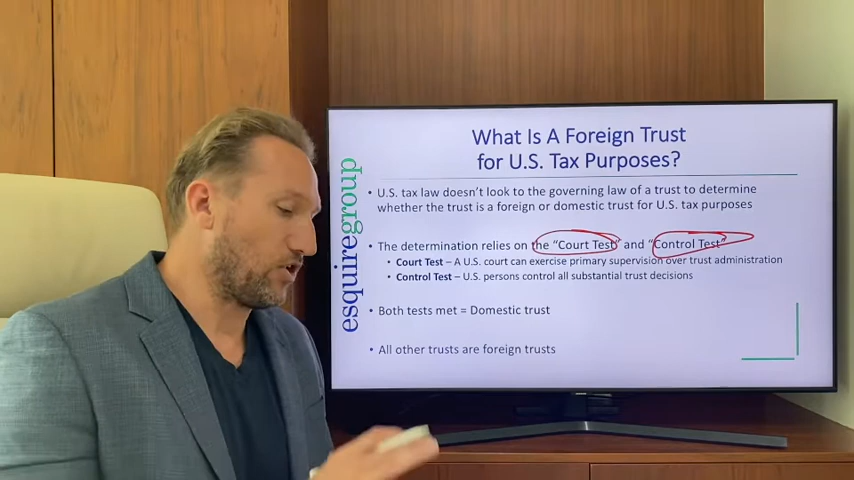 What Is A Foreign Trust
for U.S. Tax Purposes?
esquiregroup
• U.S. tax law doesn't look to the governing law of a trust to determine
whether the trust is a foreign or domestic trust for U.S. tax purposes
• The determination relies on the "Court Test" and "Control Test"
• Court Test – A U.S. court can exercise primary supervision over trust administration
• Control Test – U.S. persons control all substantial trust decisions
• Both tests met = Domestic trust
• All other trusts are foreign trusts